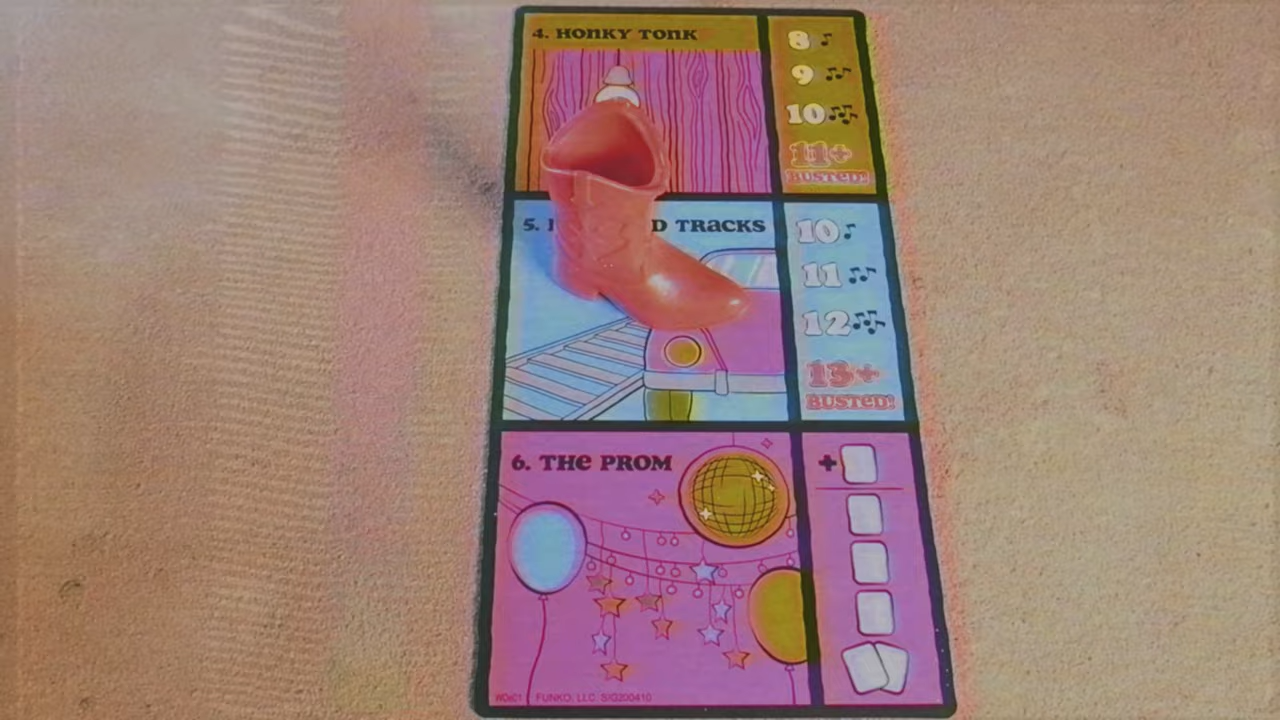 4. HONKY TONK
8
9
10
11+
BUSTED!
5. D TRACKS
10
11
12
13+
BUSTED!
6. THE PROM
+
FUNKO, LLC SIG200410